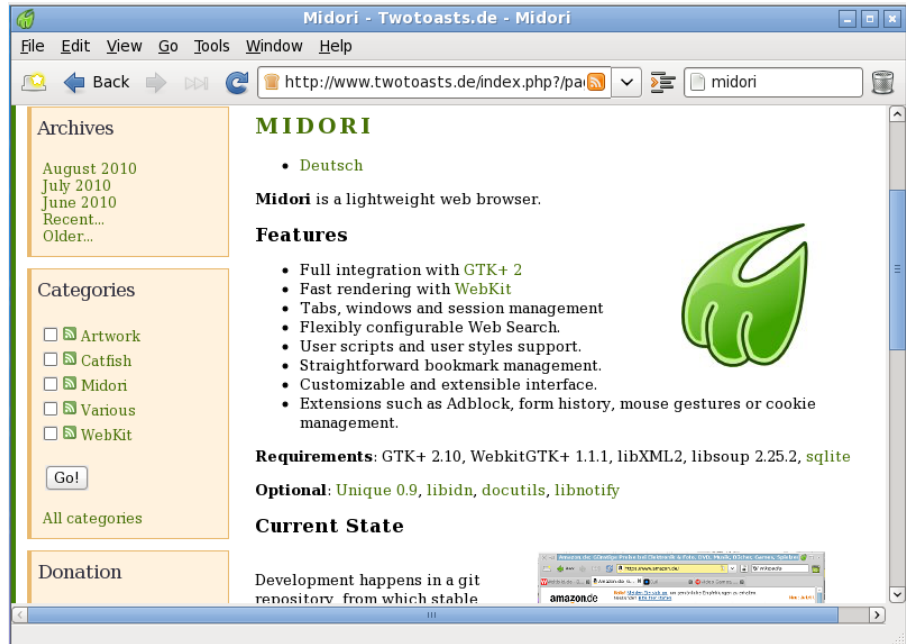 Midori - Twotoasts.de - Midori
File Edit View Go Tools Window Help
Back http://www.twotoasts.de/index.php?/pa midori
Archives
August 2010
July 2010
June 2010
Recent...
Older...
Categories
Artwork
Catfish
Midori
Various
WebKit
Go!
All categories
Donation
MIDORI
• Deutsch
Midori is a lightweight web browser.
Features
• Full integration with GTK+ 2
• Fast rendering with WebKit
• Tabs, windows and session management
• Flexibly configurable Web Search.
• User scripts and user styles support.
• Straightforward bookmark management.
• Customizable and extensible interface.
• Extensions such as Adblock, form history, mouse gestures or cookie
management.
Requirements: GTK+ 2.10, WebkitGTK+ 1.1.1, libXML2, libsoup 2.25.2, sqlite
Optional: Unique 0.9, libidn, docutils, libnotify
Current State
Development happens in a git
repository, from which stable
amazon.de